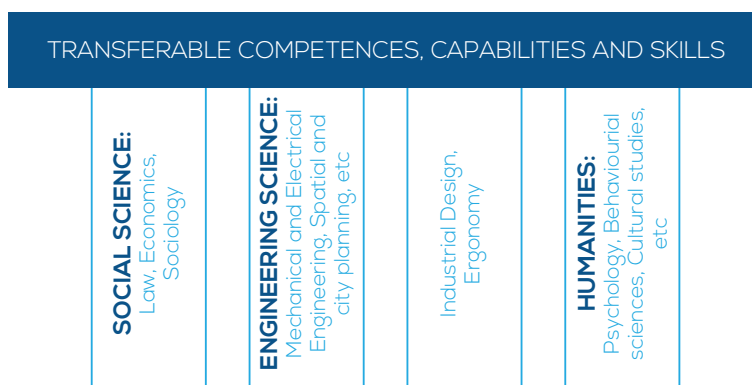 TRANSFERABLE COMPETENCES, CAPABILITIES AND SKILLS
SOCIAL SCIENCE:
Law, Economics,
Sociology
ENGINEERING SCIENCE:
Mechanical and Electrical
Engineering, Spatial and
city planning, etc
Industrial Design,
Ergonomy
HUMANITIES:
Psychology, Behaviourial
sciences, Cultural studies,
etc